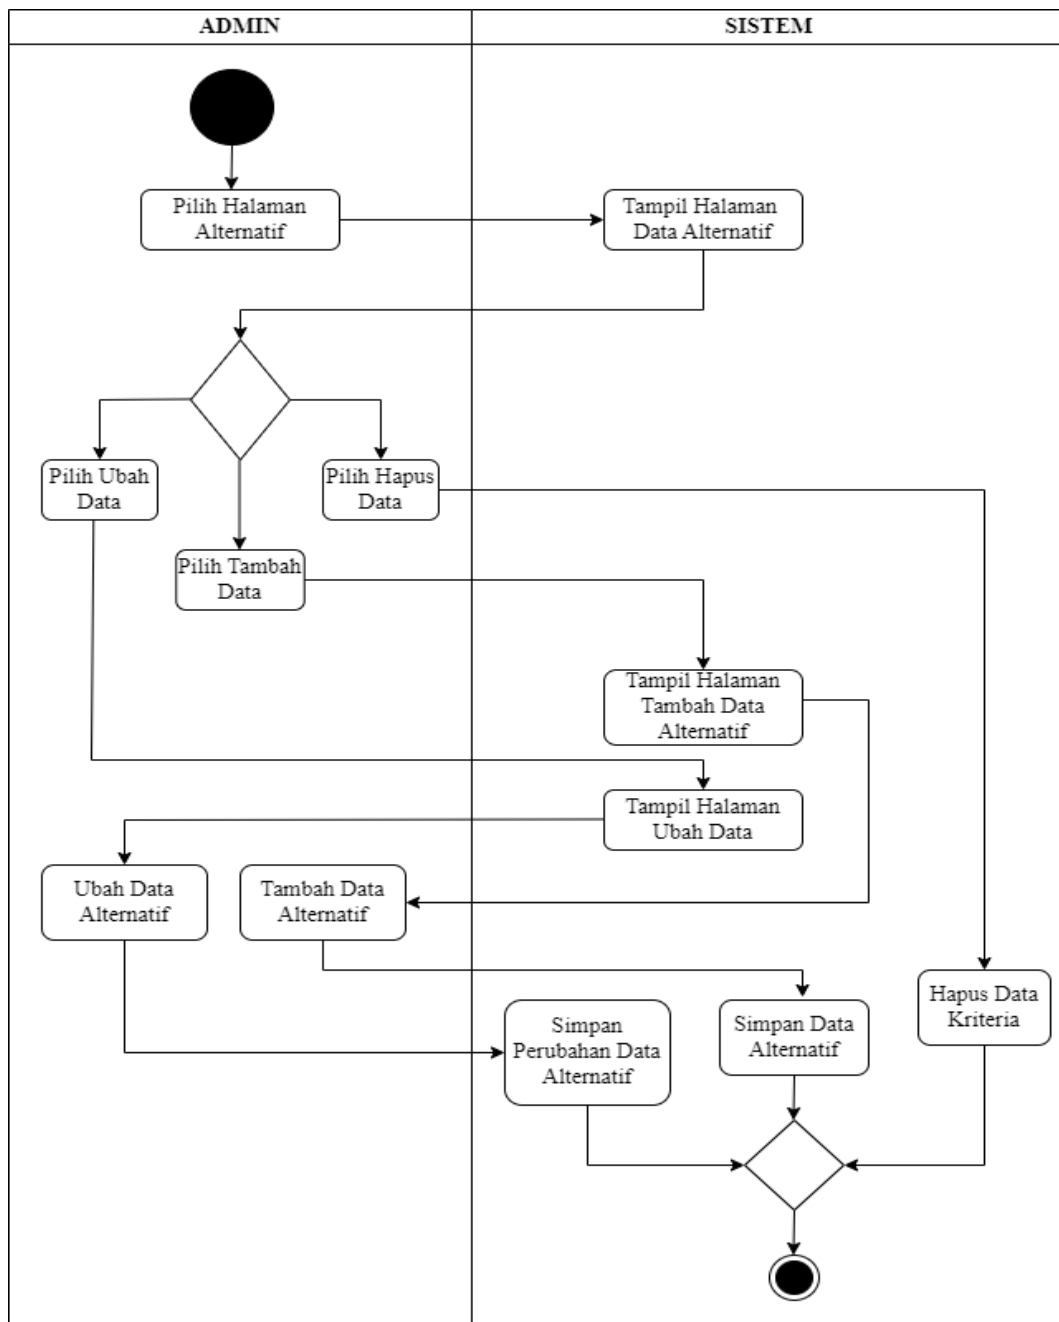 ADMIN
SISTEM
Pilih Halaman
Alternatif
Tampil Halaman
Data Alternatif
Pilih Ubah
Data
Pilih Hapus
Data
Pilih Tambah
Data
Tampil Halaman
Tambah Data
Alternatif
Tampil Halaman
Ubah Data
Ubah Data
Alternatif
Tambah Data
Alternatif
Simpan
Perubahan Data
Alternatif
Simpan Data
Alternatif
Hapus Data
Kriteria